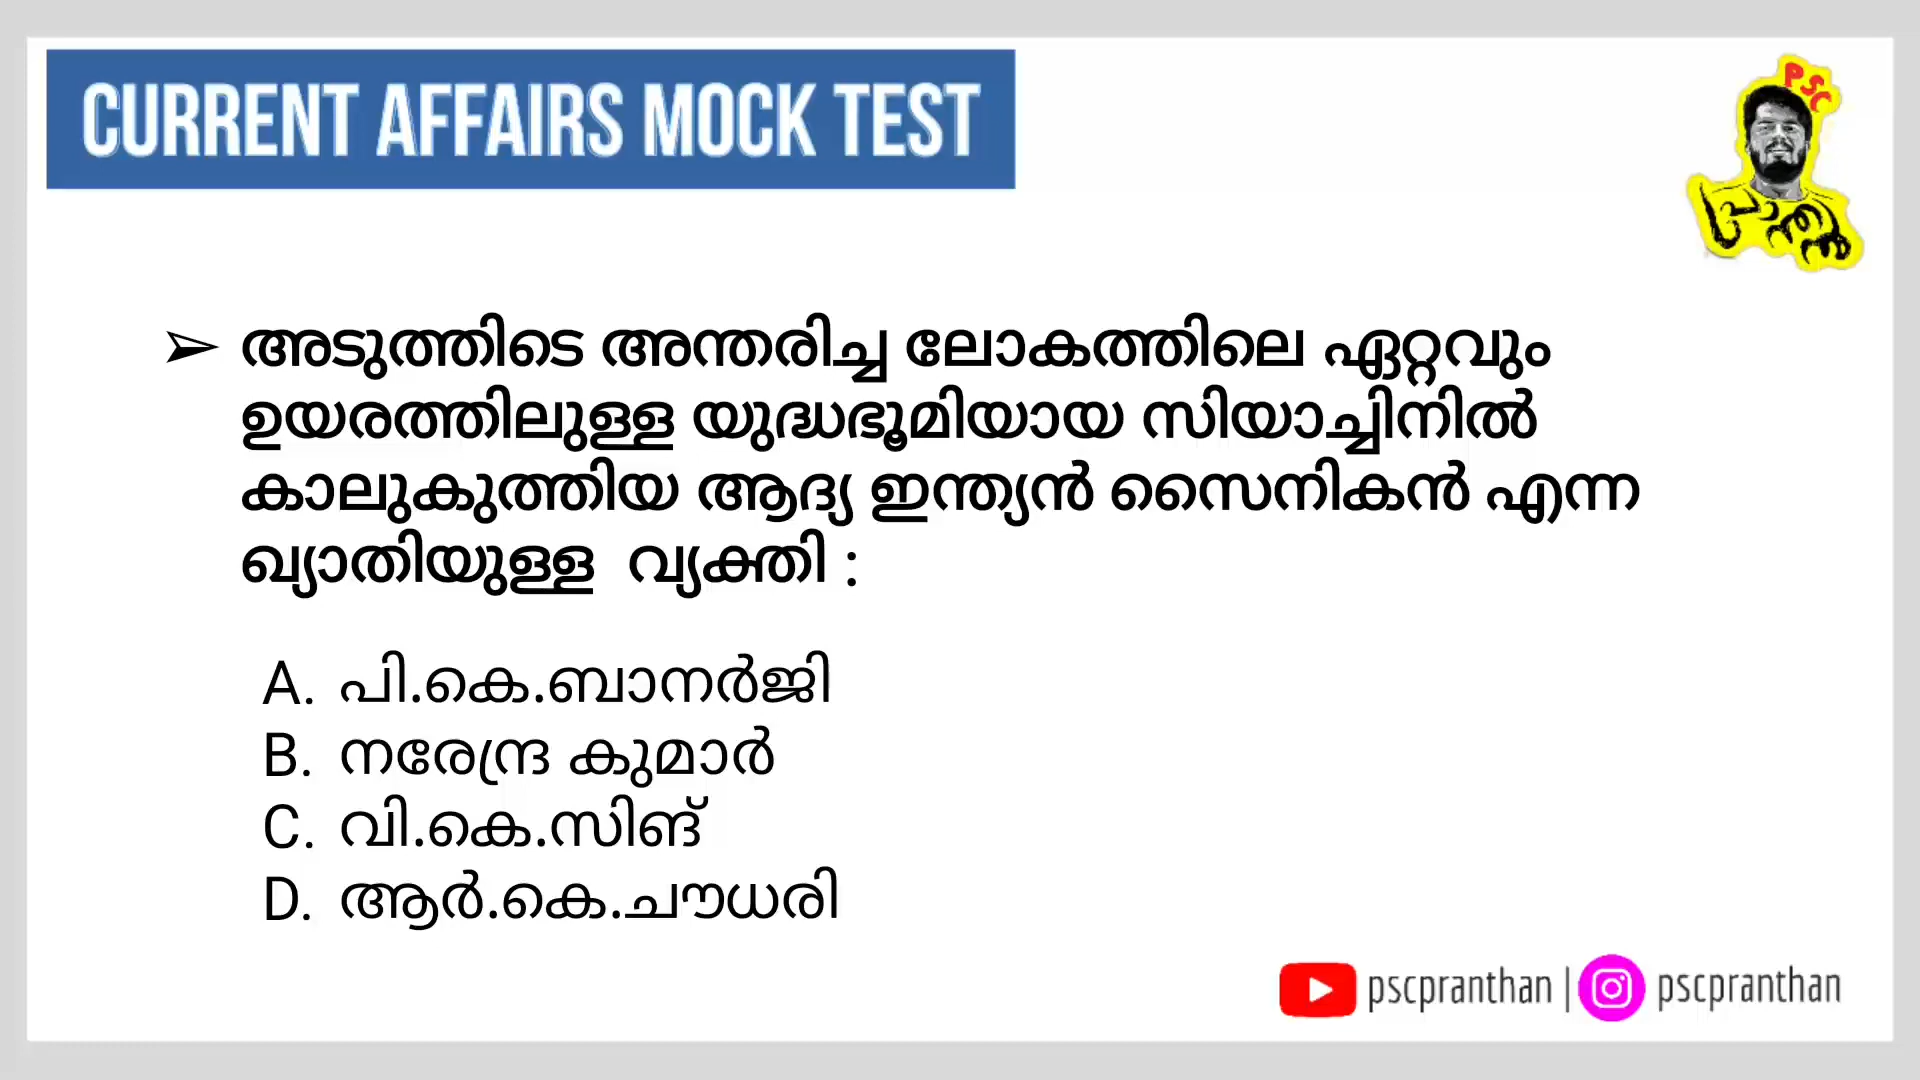 CURRENT AFFAIRS MOCK TEST
PSC
പ്രാന്തൻ
➢ അടുത്തിടെ അന്തരിച്ച ലോകത്തിലെ ഏറ്റവും
ഉയരത്തിലുള്ള യുദ്ധഭൂമിയായ സിയാച്ചിനിൽ
കാലുകുത്തിയ ആദ്യ ഇന്ത്യൻ സൈനികൻ എന്ന
ഖ്യാതിയുള്ള വ്യക്തി :
A. പി.കെ.ബാനർജി
B. നരേന്ദ്ര കുമാർ
C. വി.കെ.സിങ്
D. ആർ.കെ.ചൗധരി
pscpranthan | pscpranthan